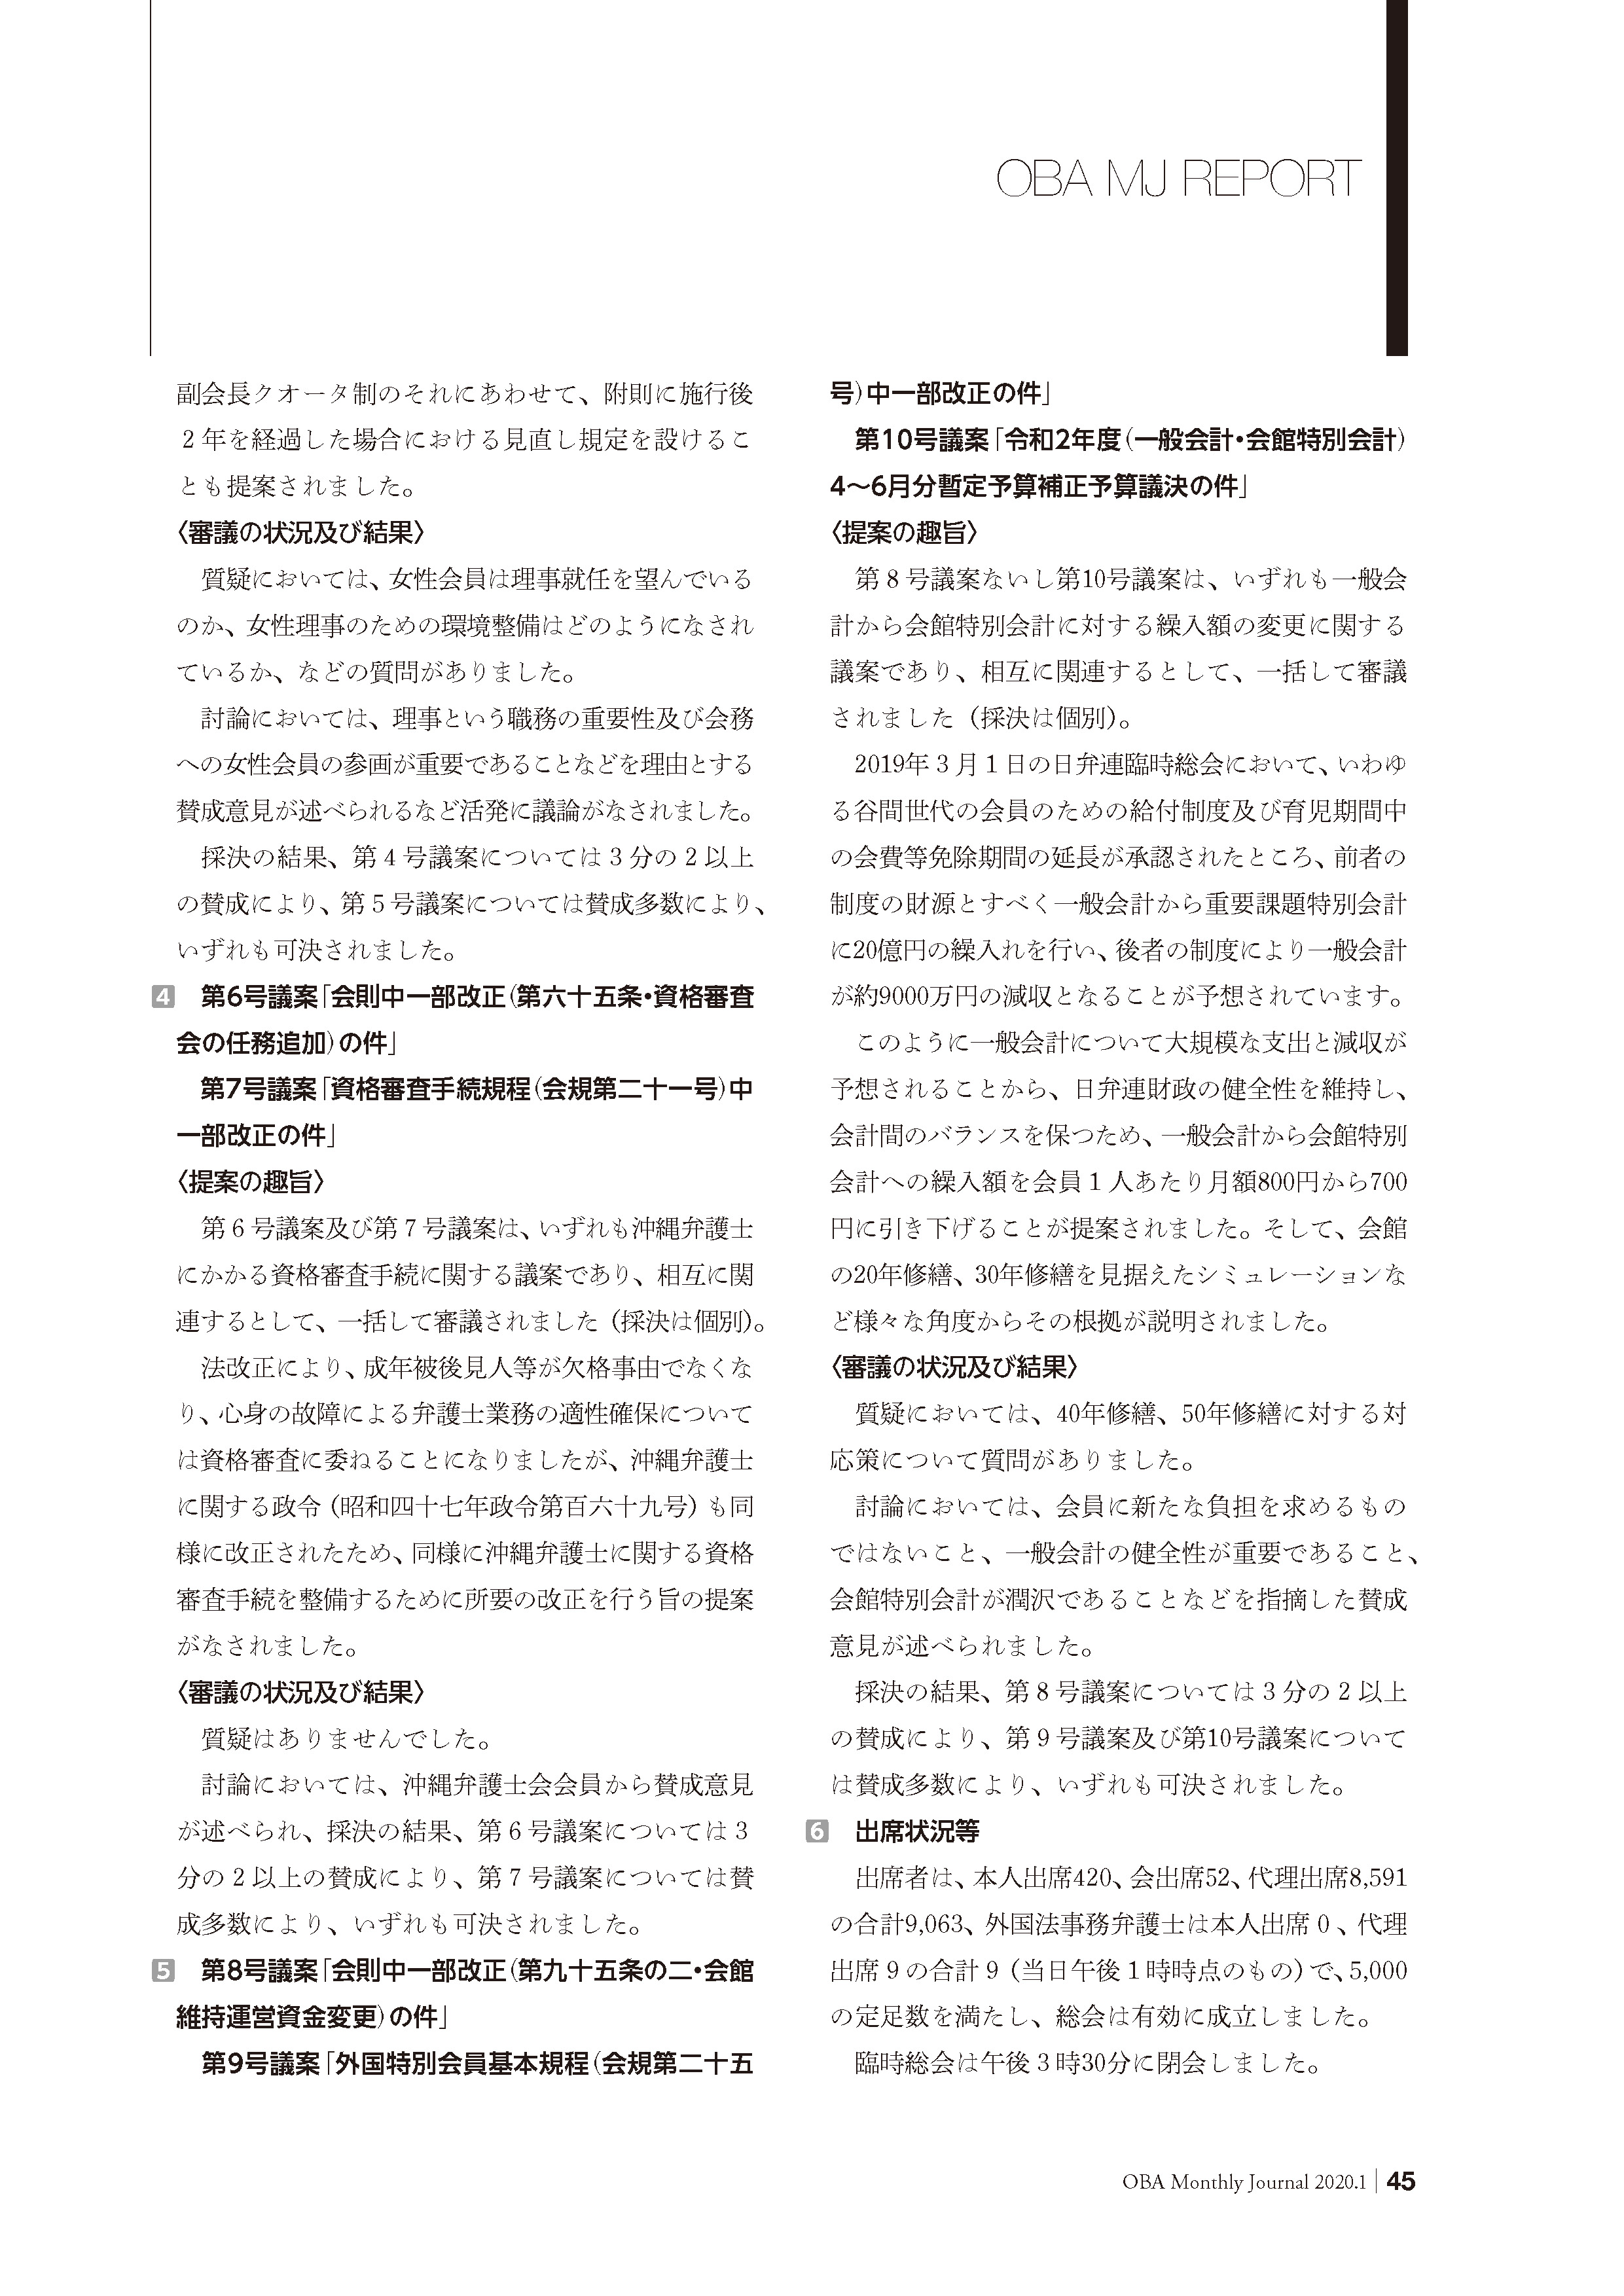 OBA MJ REPORT
副会長クオータ制のそれにあわせて、附則に施行後
２年を経過した場合における見直し規定を設けるこ
とも提案されました。
〈審議の状況及び結果〉
　質疑においては、女性会員は理事就任を望んでいる
のか、女性理事のための環境整備はどのようになされ
ているか、などの質問がありました。
　討論においては、理事という職務の重要性及び会務
への女性会員の参画が重要であることなどを理由とする
賛成意見が述べられるなど活発に議論がなされました。
　採決の結果、第４号議案については３分の２以上
の賛成により、第５号議案については賛成多数により、
いずれも可決されました。
4　第6号議案「会則中一部改正（第六十五条・資格審査
会の任務追加）の件」
　第7号議案「資格審査手続規程（会規第二十一号）中
一部改正の件」
〈提案の趣旨〉
　第６号議案及び第７号議案は、いずれも沖縄弁護士
にかかる資格審査手続に関する議案であり、相互に関
連するとして、一括して審議されました（採決は個別）。
　法改正により、成年被後見人等が欠格事由でなくな
り、心身の故障による弁護士業務の適性確保について
は資格審査に委ねることになりましたが、沖縄弁護士
に関する政令（昭和四十七年政令第百六十九号）も同
様に改正されたため、同様に沖縄弁護士に関する資格
審査手続を整備するために所要の改正を行う旨の提案
がなされました。
〈審議の状況及び結果〉
　質疑はありませんでした。
　討論においては、沖縄弁護士会会員から賛成意見
が述べられ、採決の結果、第６号議案については３
分の２以上の賛成により、第７号議案については賛
成多数により、いずれも可決されました。
5　第8号議案「会則中一部改正（第九十五条の二・会館
維持運営資金変更）の件」
　第9号議案「外国特別会員基本規程（会規第二十五
号）中一部改正の件」
　第10号議案「令和2年度（一般会計・会館特別会計）
4〜6月分暫定予算補正予算議決の件」
〈提案の趣旨〉
　第８号議案ないし第10号議案は、いずれも一般会
計から会館特別会計に対する繰入額の変更に関する
議案であり、相互に関連するとして、一括して審議
されました（採決は個別）。
　2019年３月１日の日弁連臨時総会において、いわゆ
る谷間世代の会員のための給付制度及び育児期間中
の会費等免除期間の延長が承認されたところ、前者の
制度の財源とすべく一般会計から重要課題特別会計
に20億円の繰入れを行い、後者の制度により一般会計
が約9000万円の減収となることが予想されています。
　このように一般会計について大規模な支出と減収が
予想されることから、日弁連財政の健全性を維持し、
会計間のバランスを保つため、一般会計から会館特別
会計への繰入額を会員１人あたり月額800円から700
円に引き下げることが提案されました。そして、会館
の20年修繕、30年修繕を見据えたシミュレーションな
ど様々な角度からその根拠が説明されました。
〈審議の状況及び結果〉
　質疑においては、40年修繕、50年修繕に対する対
応策について質問がありました。
　討論においては、会員に新たな負担を求めるもの
ではないこと、一般会計の健全性が重要であること、
会館特別会計が潤沢であることなどを指摘した賛成
意見が述べられました。
　採決の結果、第８号議案については３分の２以上
の賛成により、第９号議案及び第10号議案について
は賛成多数により、いずれも可決されました。
6　出席状況等
　出席者は、本人出席420、会出席52、代理出席8,591
の合計9,063、外国法事務弁護士は本人出席０、代理
出席９の合計９（当日午後１時時点のもの）で、5,000
の定足数を満たし、総会は有効に成立しました。
　臨時総会は午後３時30分に閉会しました。
OBA Monthly Journal 2020.1 | 45